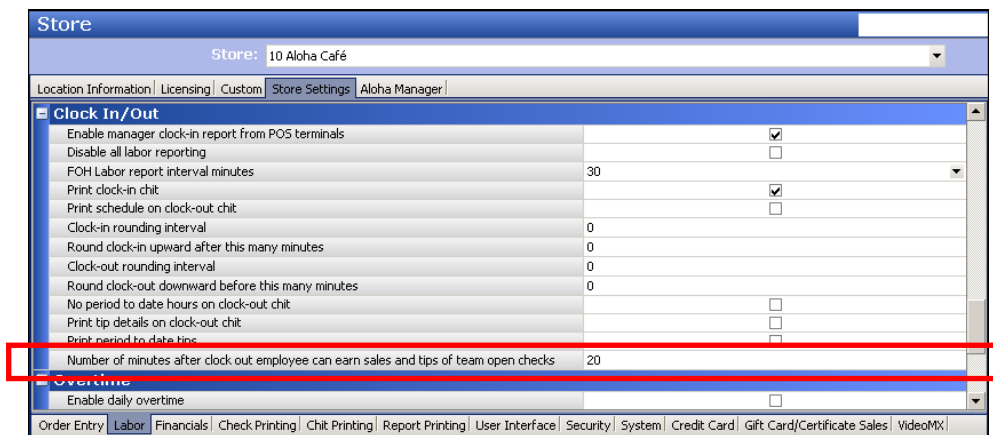 Store
Store: 10 Aloha Café
Location Information Licensing Custom Store Settings Aloha Manager
Clock In/Out
Enable manager clock-in report from POS terminals
Disable all labor reporting
FOH Labor report interval minutes 30
Print clock-in chit
Print schedule on clock-out chit
Clock-in rounding interval 0
Round clock-in upward after this many minutes 0
Clock-out rounding interval 0
Round clock-out downward before this many minutes 0
No period to date hours on clock-out chit
Print tip details on clock-out chit
Print period to date tips
Number of minutes after clock out employee can earn sales and tips of team open checks 20
Overtime
Enable daily overtime
Order Entry Labor Financials Check Printing Chit Printing Report Printing User Interface Security System Credit Card Gift Card/Certificate Sales VideoMX